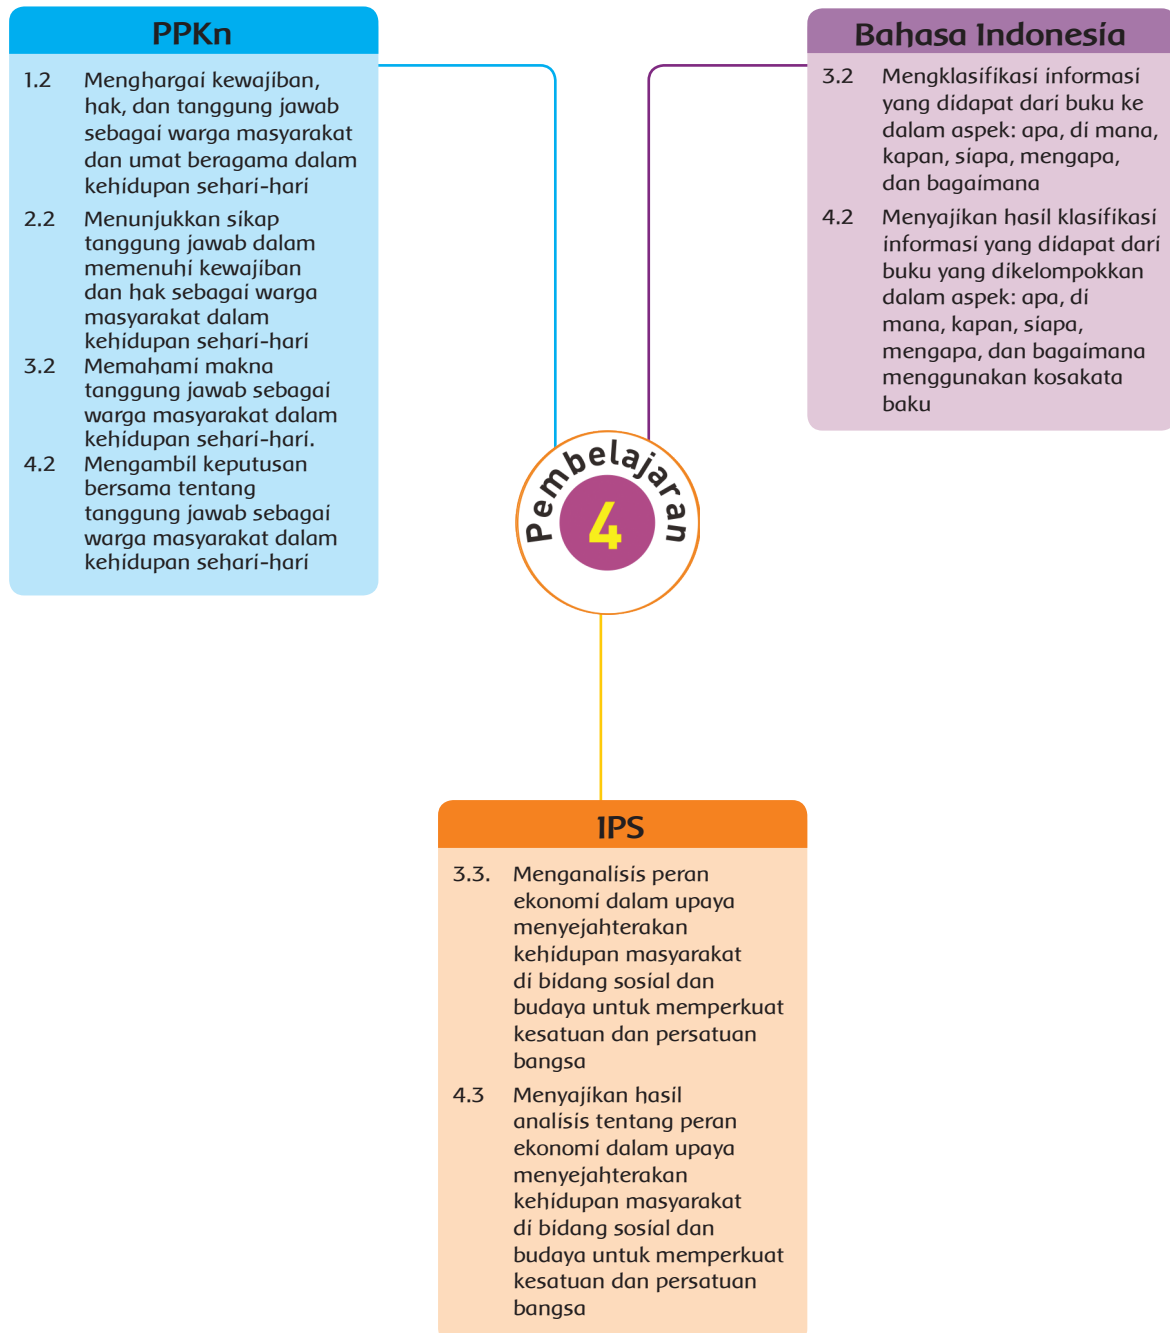 PPKn
1.2 Menghargai kewajiban,
hak, dan tanggung jawab
sebagai warga masyarakat
dan umat beragama dalam
kehidupan sehari-hari
2.2 Menunjukkan sikap
tanggung jawab dalam
memenuhi kewajiban
dan hak sebagai warga
masyarakat dalam
kehidupan sehari-hari
3.2 Memahami makna
tanggung jawab sebagai
warga masyarakat dalam
kehidupan sehari-hari.
4.2 Mengambil keputusan
bersama tentang
tanggung jawab sebagai
warga masyarakat dalam
kehidupan sehari-hari
Bahasa Indonesia
3.2 Mengklasifikasi informasi
yang didapat dari buku ke
dalam aspek: apa, di mana,
kapan, siapa, mengapa,
dan bagaimana
4.2 Menyajikan hasil klasifikasi
informasi yang didapat dari
buku yang dikelompokkan
dalam aspek: apa, di
mana, kapan, siapa,
mengapa, dan bagaimana
menggunakan kosakata
baku
Pembelajaran
4
IPS
3.3. Menganalisis peran
ekonomi dalam upaya
menyejahterakan
kehidupan masyarakat
di bidang sosial dan
budaya untuk memperkuat
kesatuan dan persatuan
bangsa
4.3 Menyajikan hasil
analisis tentang peran
ekonomi dalam upaya
menyejahterakan
kehidupan masyarakat
di bidang sosial dan
budaya untuk memperkuat
kesatuan dan persatuan
bangsa